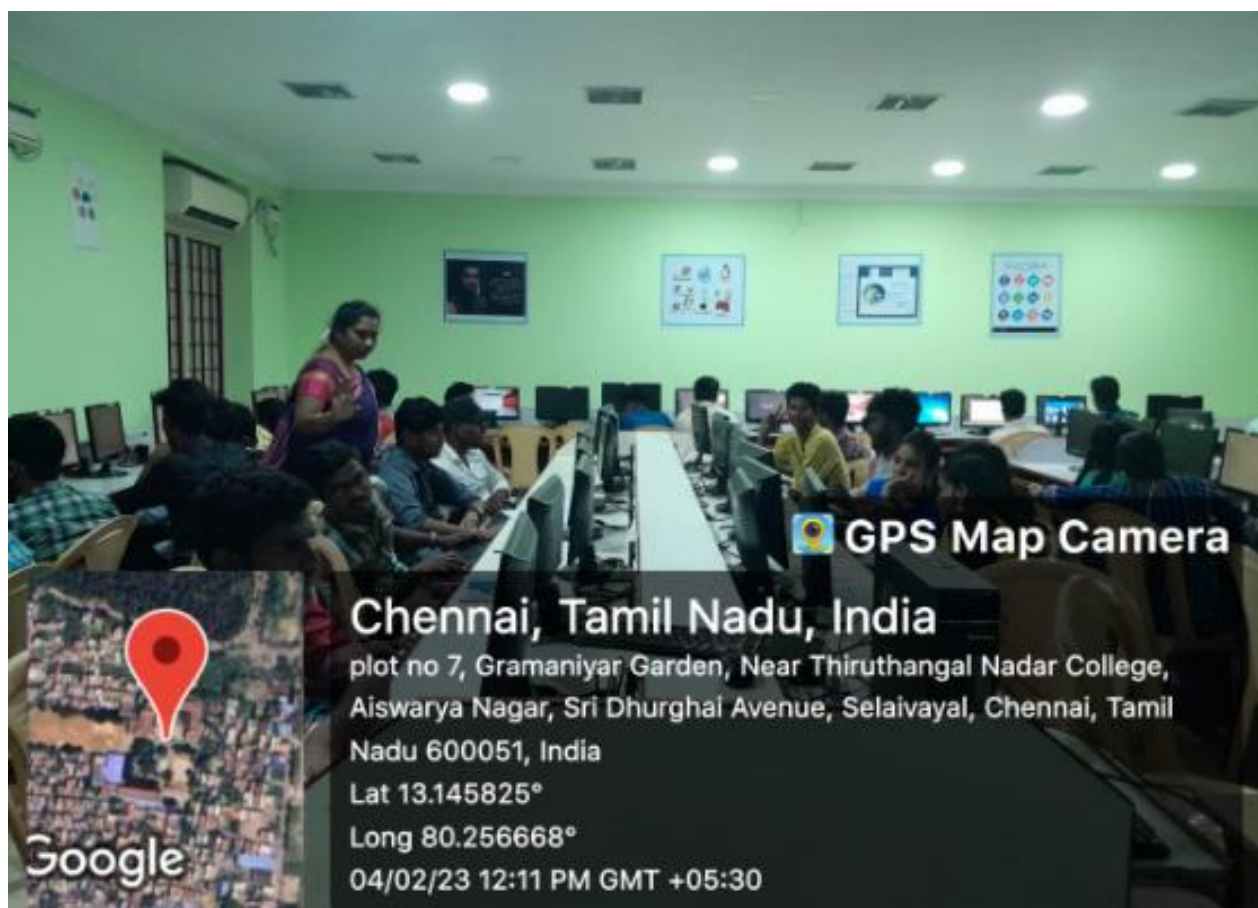 GPS Map Camera
Chennai, Tamil Nadu, India
plot no 7, Gramaniyar Garden, Near Thiruthangal Nadar College,
Aiswarya Nagar, Sri Dhurghai Avenue, Selaivayal, Chennai, Tamil
Nadu 600051, India
Lat 13.145825°
Long 80.256668°
04/02/23 12:11 PM GMT +05:30
Google